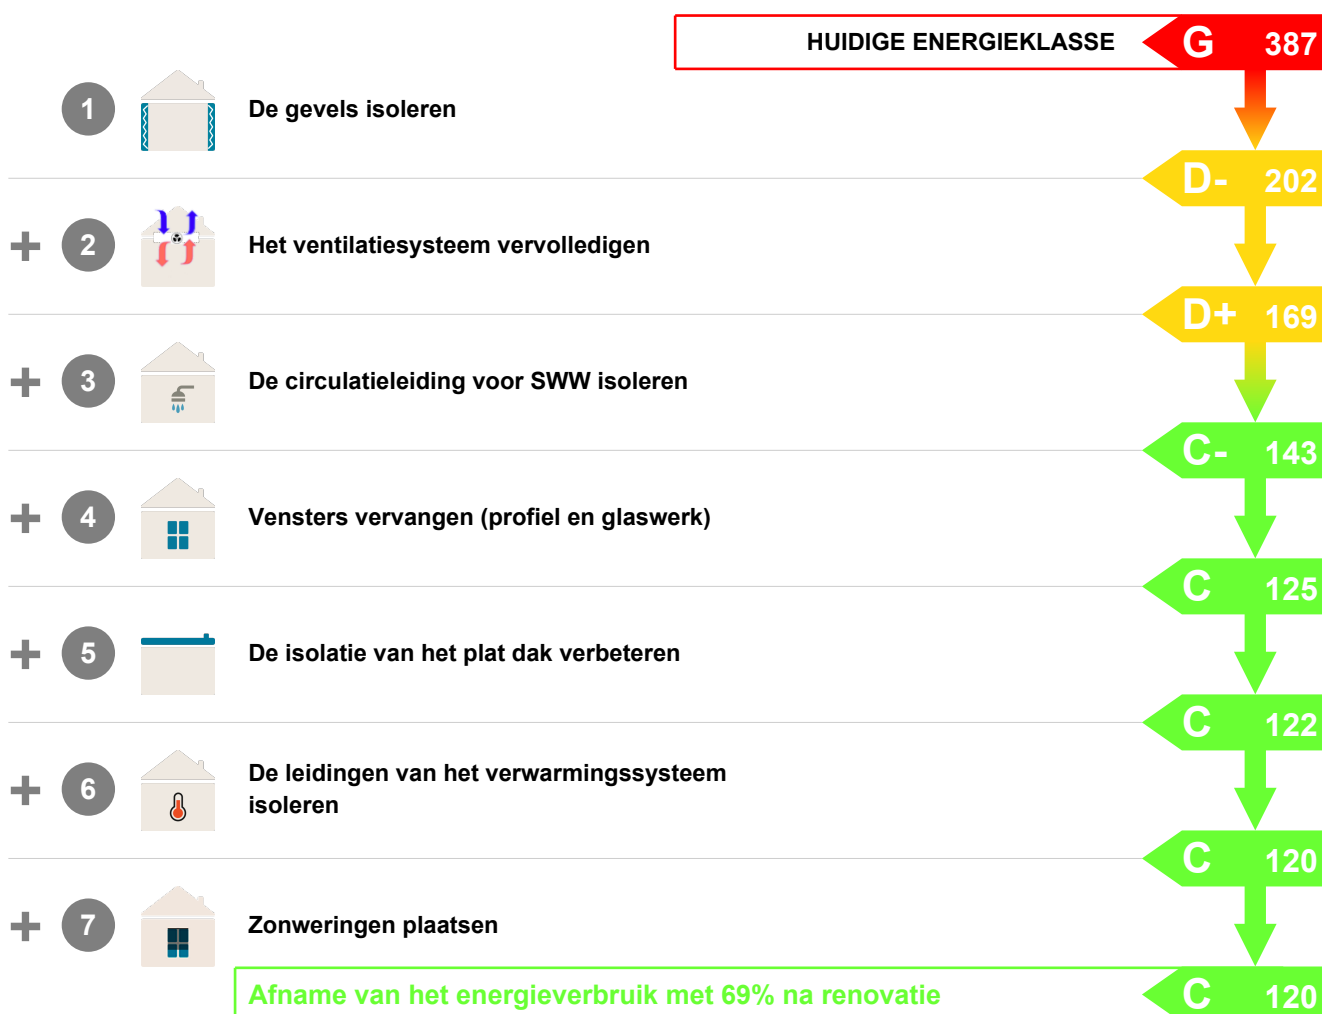 HUIDIGE ENERGIEKLASSE G 387
1 De gevels isoleren
D- 202
+ 2 Het ventilatiesysteem vervolledigen
D+ 169
+ 3 De circulatieleiding voor SWW isoleren
C- 143
+ 4 Vensters vervangen (profiel en glaswerk)
C 125
+ 5 De isolatie van het plat dak verbeteren
C 122
+ 6 De leidingen van het verwarmingssysteem
isoleren
C 120
+ 7 Zonweringen plaatsen
Afname van het energieverbruik met 69% na renovatie C 120